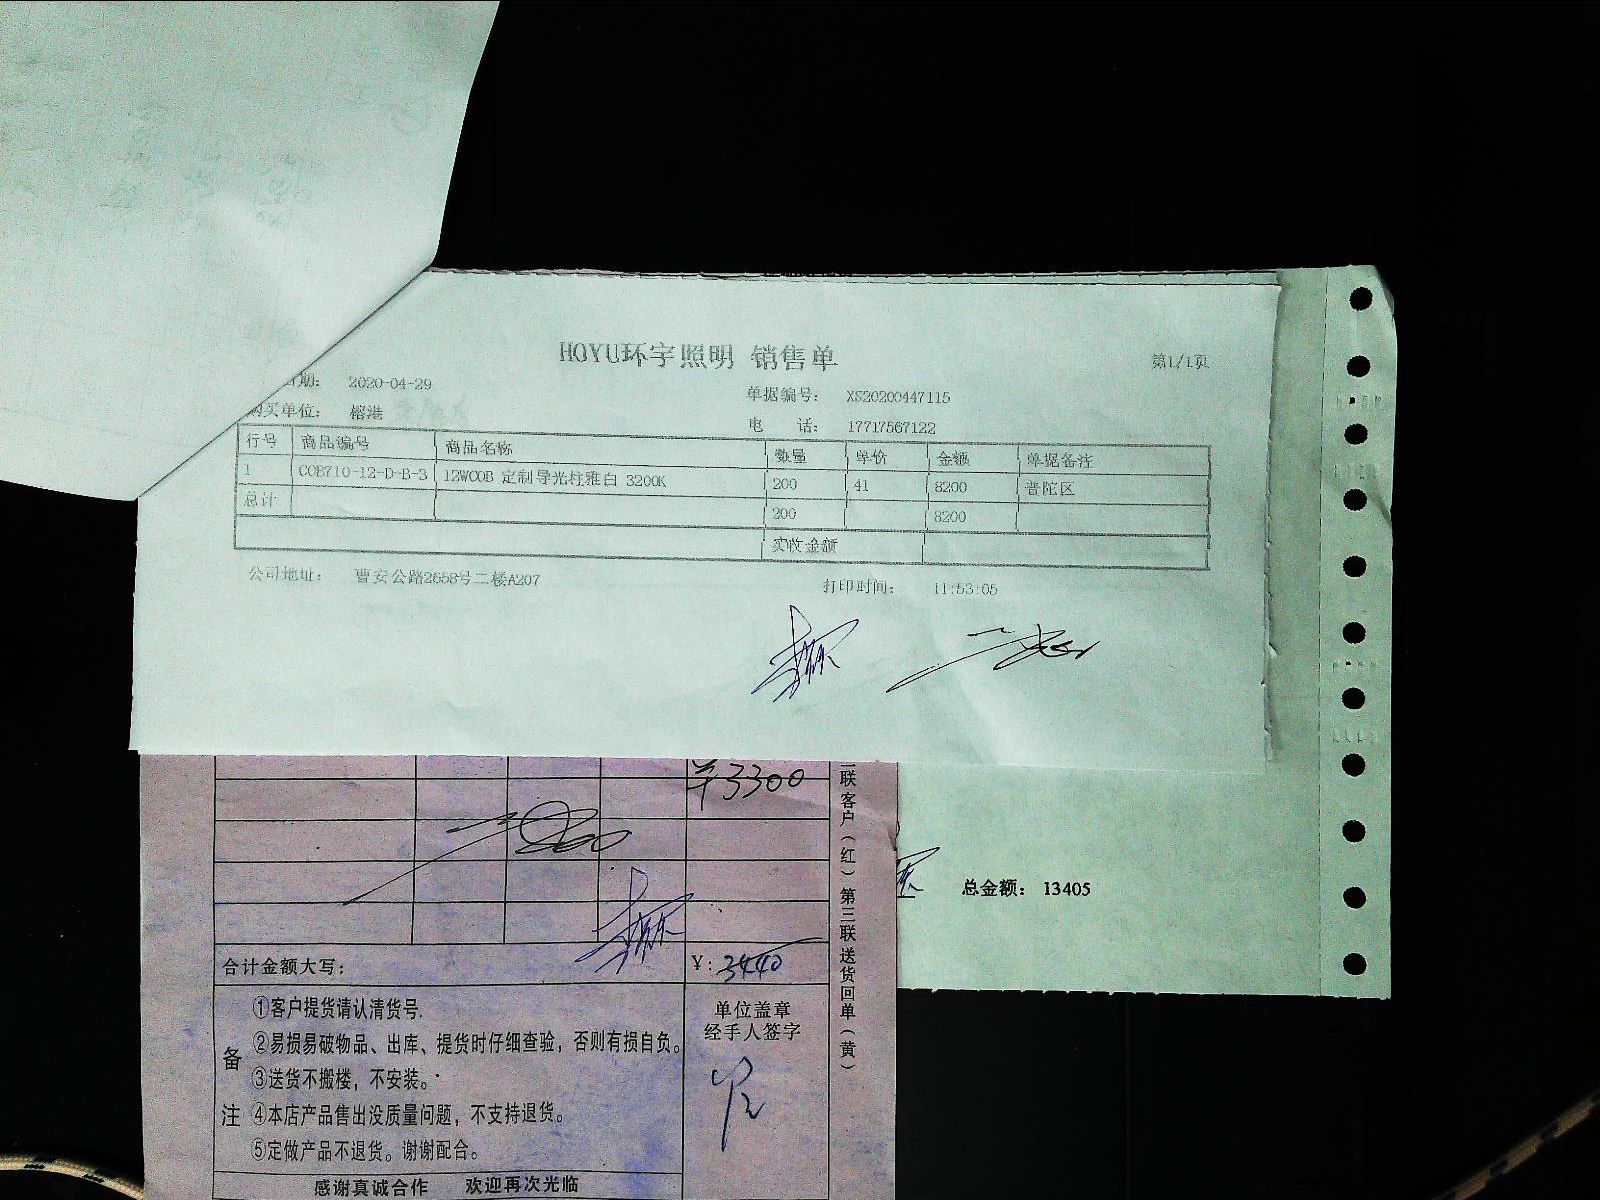 HOYU环宇照明 销售单
第1/1页
期: 2020-04-29
单据编号: XS20200447115
购买单位: 榕港
电 话: 17717567122
行号 商品编号 商品名称 数量 单价 金额 单据备注
1 COB710-12-D-B-3 12WCOB 定制导光柱雅白 3200K 200 41 8200 普陀区
总计 200 8200
实收金额
公司地址: 曹安公路2658号二楼A207
打印时间: 11:53:05
¥3300
二联客户(红)第三联送货回单(黄)
总金额: 13405
合计金额大写:
¥: 3440
备注
①客户提货请认清货号.
②易损易破物品、出库、提货时仔细查验，否则有损自负。
③送货不搬楼，不安装。
④本店产品售出没质量问题，不支持退货。
⑤定做产品不退货。谢谢配合。
单位盖章
经手人签字
感谢真诚合作 欢迎再次光临